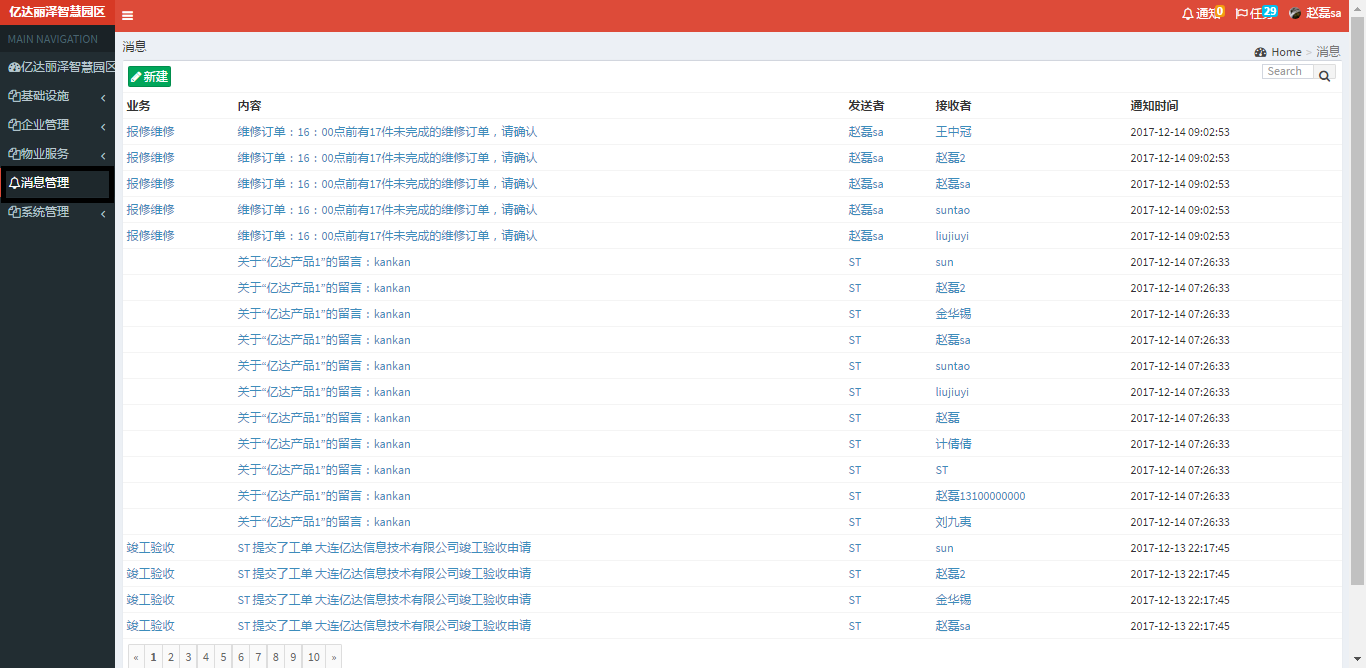 亿达丽泽智慧园区
通知 0 任务 29 赵磊sa
MAIN NAVIGATION
亿达丽泽智慧园区
基础设施
企业管理
物业服务
消息管理
系统管理
消息
Home > 消息
新建
Search
业务 内容 发送者 接收者 通知时间
报修维修 维修订单：16：00点前有17件未完成的维修订单，请确认 赵磊sa 王中冠 2017-12-14 09:02:53
报修维修 维修订单：16：00点前有17件未完成的维修订单，请确认 赵磊sa 赵磊2 2017-12-14 09:02:53
报修维修 维修订单：16：00点前有17件未完成的维修订单，请确认 赵磊sa 赵磊sa 2017-12-14 09:02:53
报修维修 维修订单：16：00点前有17件未完成的维修订单，请确认 赵磊sa suntao 2017-12-14 09:02:53
报修维修 维修订单：16：00点前有17件未完成的维修订单，请确认 赵磊sa liujiuyi 2017-12-14 09:02:53
关于“亿达产品1”的留言：kankan ST sun 2017-12-14 07:26:33
关于“亿达产品1”的留言：kankan ST 赵磊2 2017-12-14 07:26:33
关于“亿达产品1”的留言：kankan ST 金华锡 2017-12-14 07:26:33
关于“亿达产品1”的留言：kankan ST 赵磊sa 2017-12-14 07:26:33
关于“亿达产品1”的留言：kankan ST suntao 2017-12-14 07:26:33
关于“亿达产品1”的留言：kankan ST liujiuyi 2017-12-14 07:26:33
关于“亿达产品1”的留言：kankan ST 赵磊 2017-12-14 07:26:33
关于“亿达产品1”的留言：kankan ST 计倩倩 2017-12-14 07:26:33
关于“亿达产品1”的留言：kankan ST ST 2017-12-14 07:26:33
关于“亿达产品1”的留言：kankan ST 赵磊13100000000 2017-12-14 07:26:33
关于“亿达产品1”的留言：kankan ST 刘九夷 2017-12-14 07:26:33
竣工验收 ST 提交了工单 大连亿达信息技术有限公司竣工验收申请 ST sun 2017-12-13 22:17:45
竣工验收 ST 提交了工单 大连亿达信息技术有限公司竣工验收申请 ST 赵磊2 2017-12-13 22:17:45
竣工验收 ST 提交了工单 大连亿达信息技术有限公司竣工验收申请 ST 金华锡 2017-12-13 22:17:45
竣工验收 ST 提交了工单 大连亿达信息技术有限公司竣工验收申请 ST 赵磊sa 2017-12-13 22:17:45
« 1 2 3 4 5 6 7 8 9 10 »